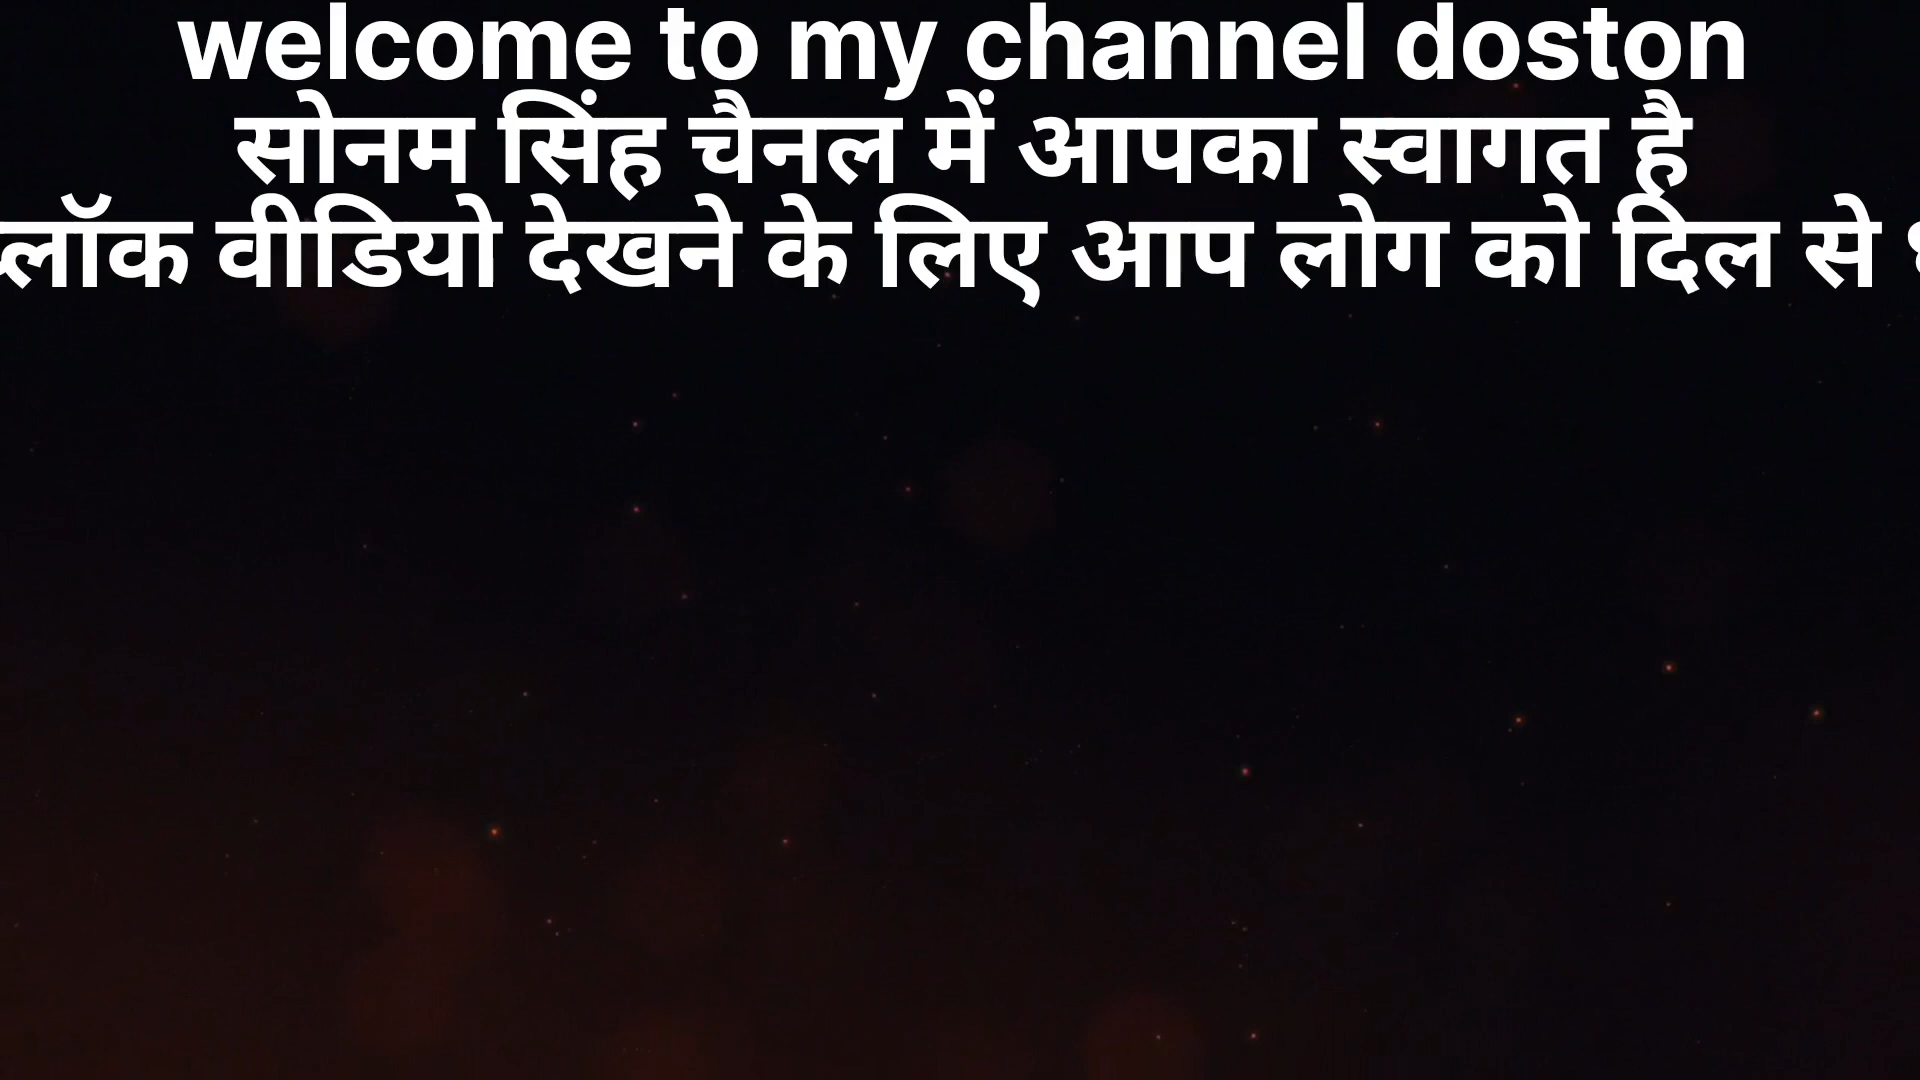 welcome to my channel doston
सोनम सिंह चैनल में आपका स्वागत है
वीडियो देखने के लिए आप लोग को दिल से